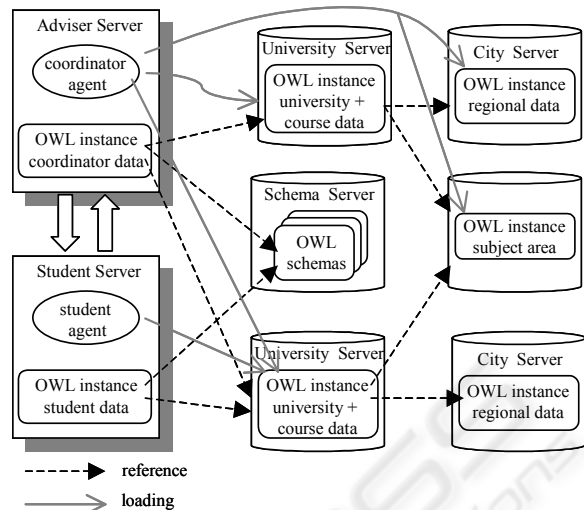 Adviser Server
coordinator
agent
OWL instance
coordinator data
University Server
OWL instance
university +
course data
City Server
OWL instance
regional data
Schema Server
OWL
schemas
OWL instance
subject area
Student Server
student
agent
OWL instance
student data
University Server
OWL instance
university +
course data
City Server
OWL instance
regional data
reference
loading